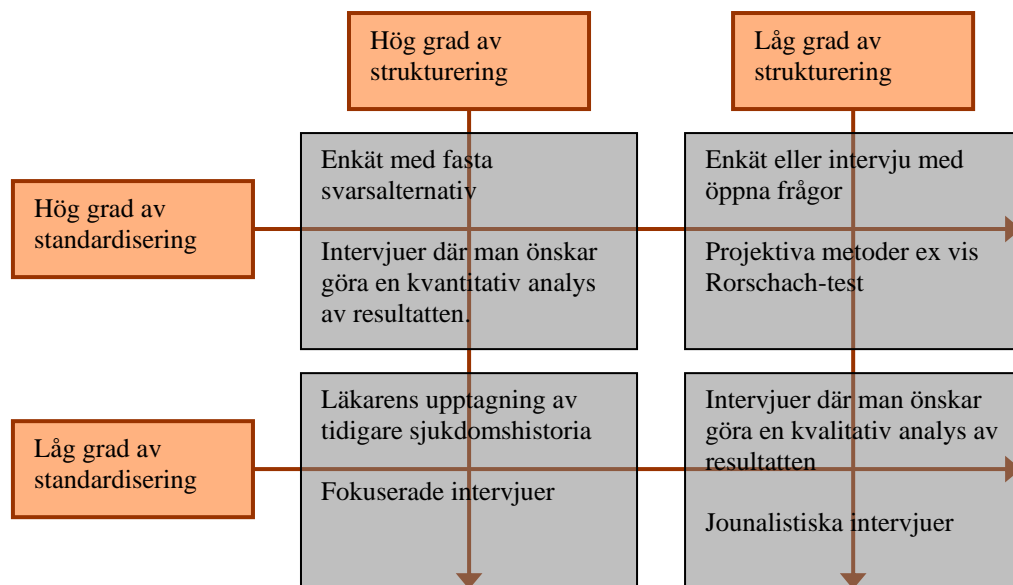 Hög grad av
strukturering
Låg grad av
strukturering
Hög grad av
standardisering
Enkät med fasta
svarsalternativ
Intervjuer där man önskar
göra en kvantitativ analys
av resultatten.
Enkät eller intervju med
öppna frågor
Projektiva metoder ex vis
Rorschach-test
Låg grad av
standardisering
Läkarens upptagning av
tidigare sjukdomshistoria
Fokuserade intervjuer
Intervjuer där man önskar
göra en kvalitativ analys av
resultatten
Jounalistiska intervjuer